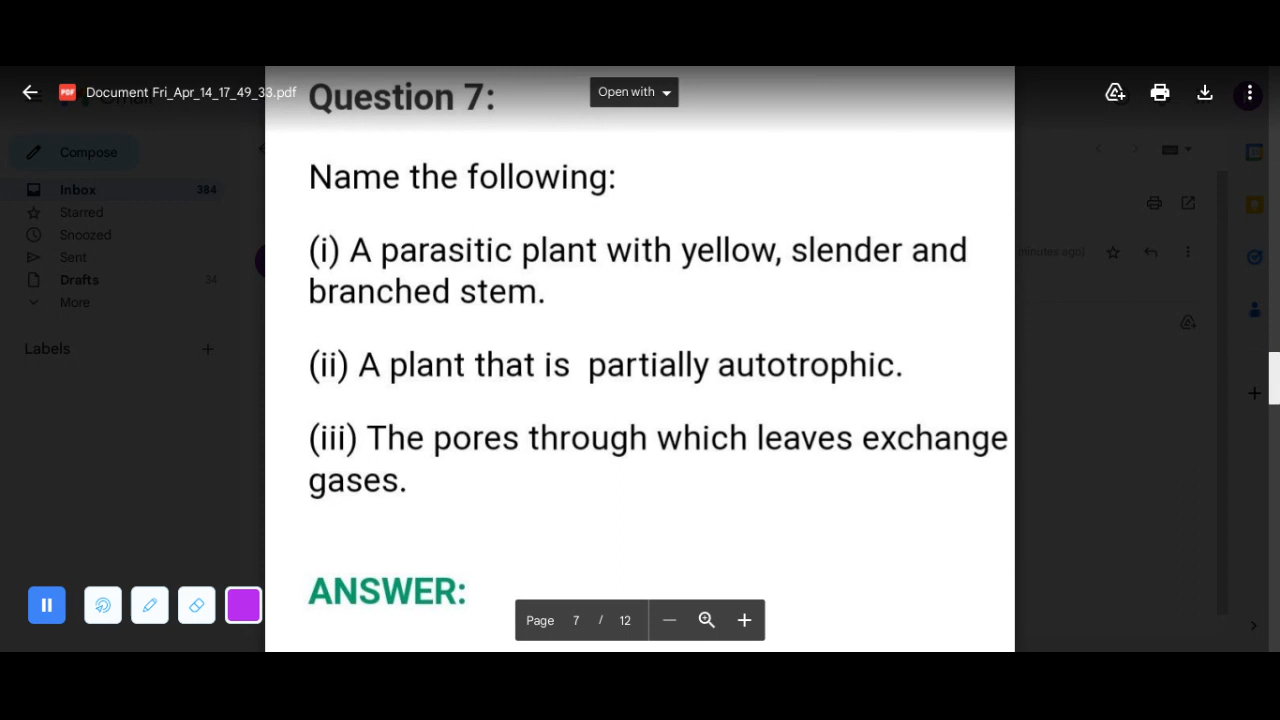 Document Fri_Apr_14_17_49_33.pdf
Open with
Question 7:
Compose
Inbox 384
Starred
Snoozed
Sent
Drafts 34
More
Labels
minutes ago)
Name the following:
(i) A parasitic plant with yellow, slender and
branched stem.
(ii) A plant that is partially autotrophic.
(iii) The pores through which leaves exchange
gases.
ANSWER:
Page 7 / 12